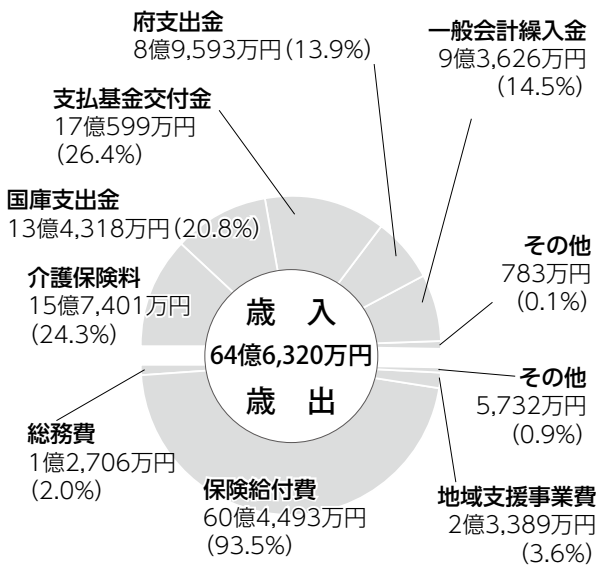 府支出金
8億9,593万円(13.9%)
一般会計繰入金
9億3,626万円
(14.5%)
支払基金交付金
17億599万円
(26.4%)
国庫支出金
13億4,318万円(20.8%)
介護保険料
15億7,401万円
(24.3%)
その他
783万円
(0.1%)
歳 入
64億6,320万円
歳 出
その他
5,732万円
(0.9%)
総務費
1億2,706万円
(2.0%)
保険給付費
60億4,493万円
(93.5%)
地域支援事業費
2億3,389万円
(3.6%)